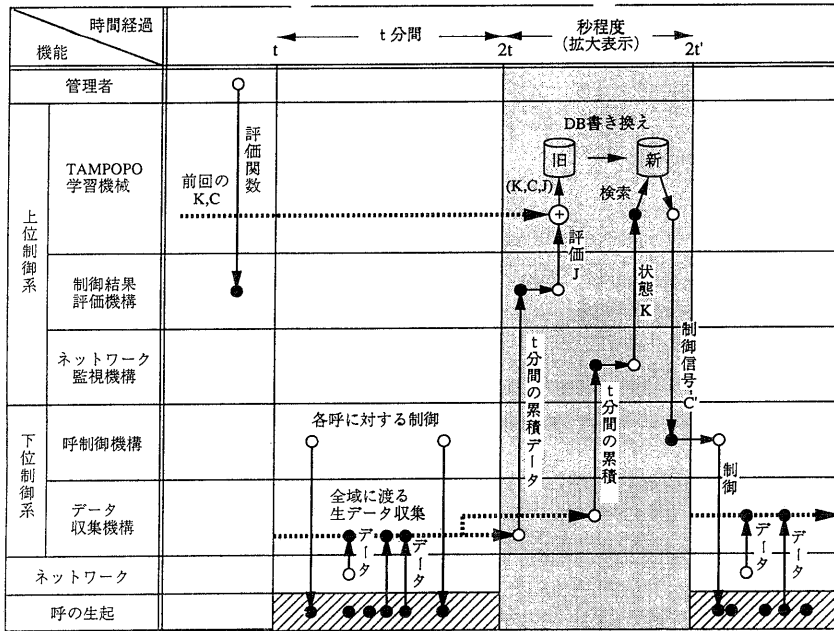 時間経過
機能
t
t 分間
2t
秒程度
(拡大表示)
2t'
管理者
上位制御系
TAMPOPO
学習機械
前回の
K,C
評価関数
DB書き換え
旧
新
(K,C,J)
検索
+
評価 J
状態 K
制御結果
評価機構
ネットワーク
監視機構
t分間の累積データ
t分間の累積
制御信号:C'
下位制御系
呼制御機構
各呼に対する制御
制御
データ
収集機構
全域に渡る
生データ収集
データ
データ
データ
データ
ネットワーク
呼の生起